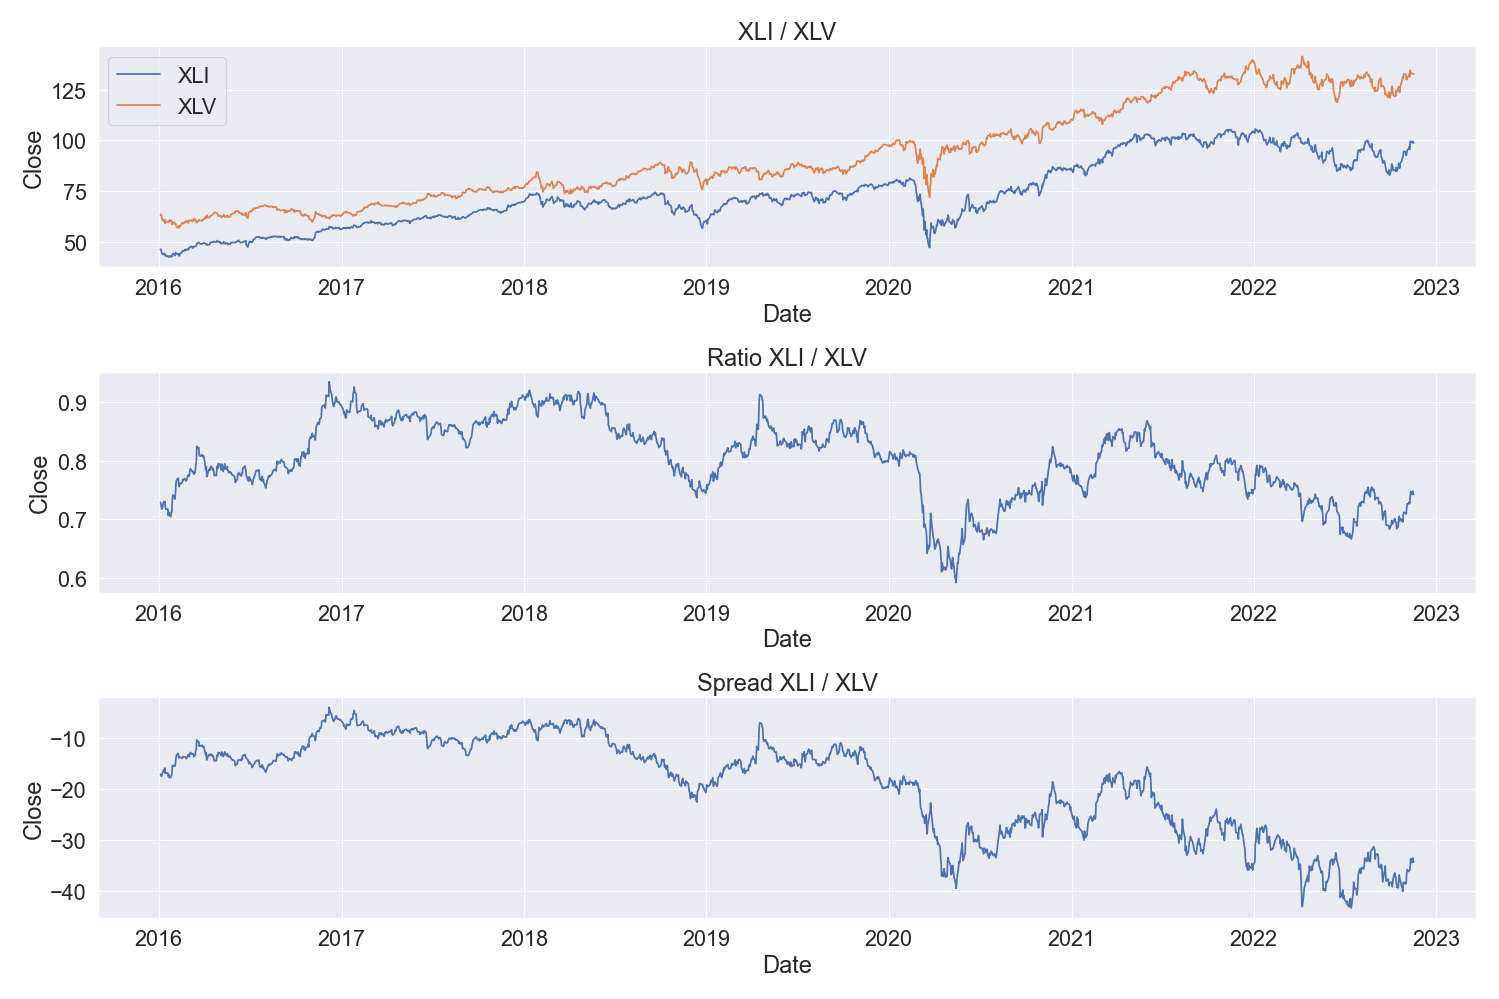 XLI / XLV
XLI
XLV
125
100
75
50
Close
2016 2017 2018 2019 2020 2021 2022 2023
Date
Ratio XLI / XLV
0.9
0.8
0.7
0.6
Close
2016 2017 2018 2019 2020 2021 2022 2023
Date
Spread XLI / XLV
−10
−20
−30
−40
Close
2016 2017 2018 2019 2020 2021 2022 2023
Date